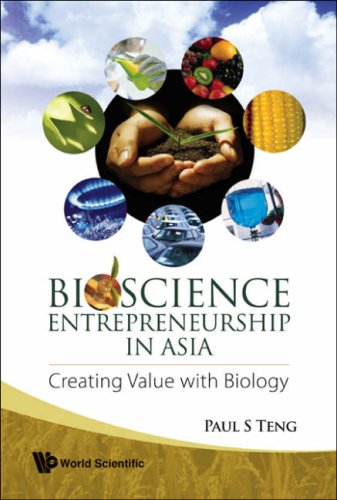 BIOSCIENCE
ENTREPRENEURSHIP
IN ASIA
Creating Value with Biology
PAUL S TENG
World Scientific